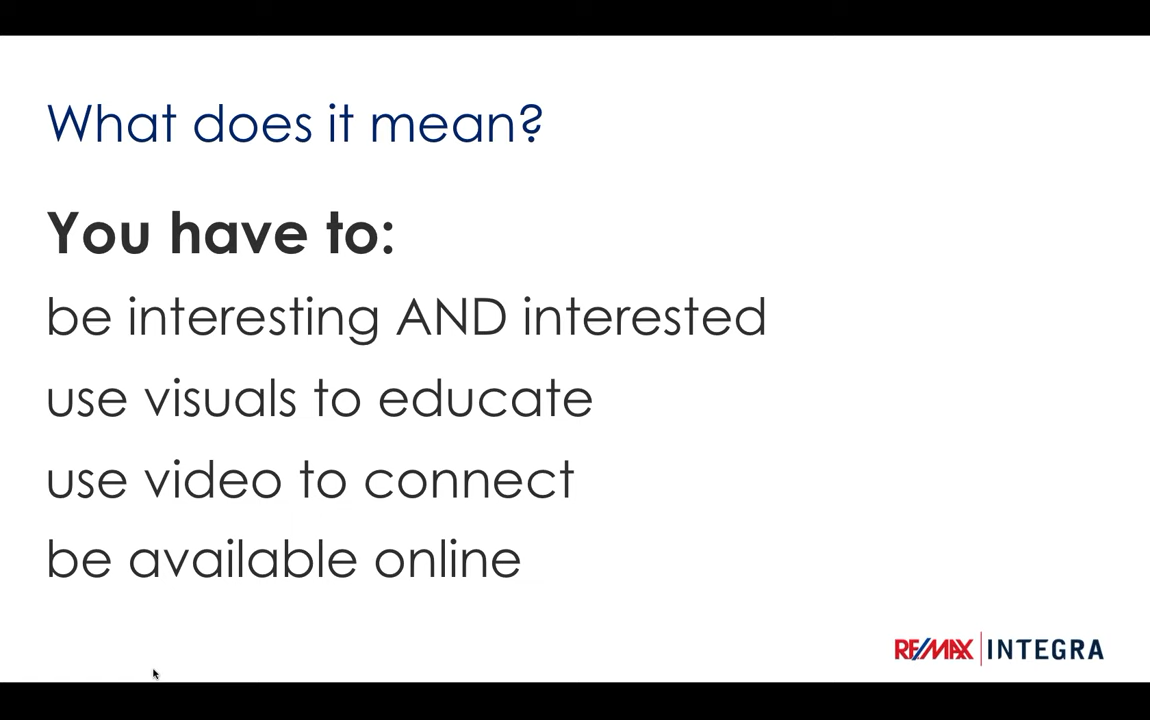 What does it mean?
You have to:
be interesting AND interested
use visuals to educate
use video to connect
be available online
RE/MAX INTEGRA